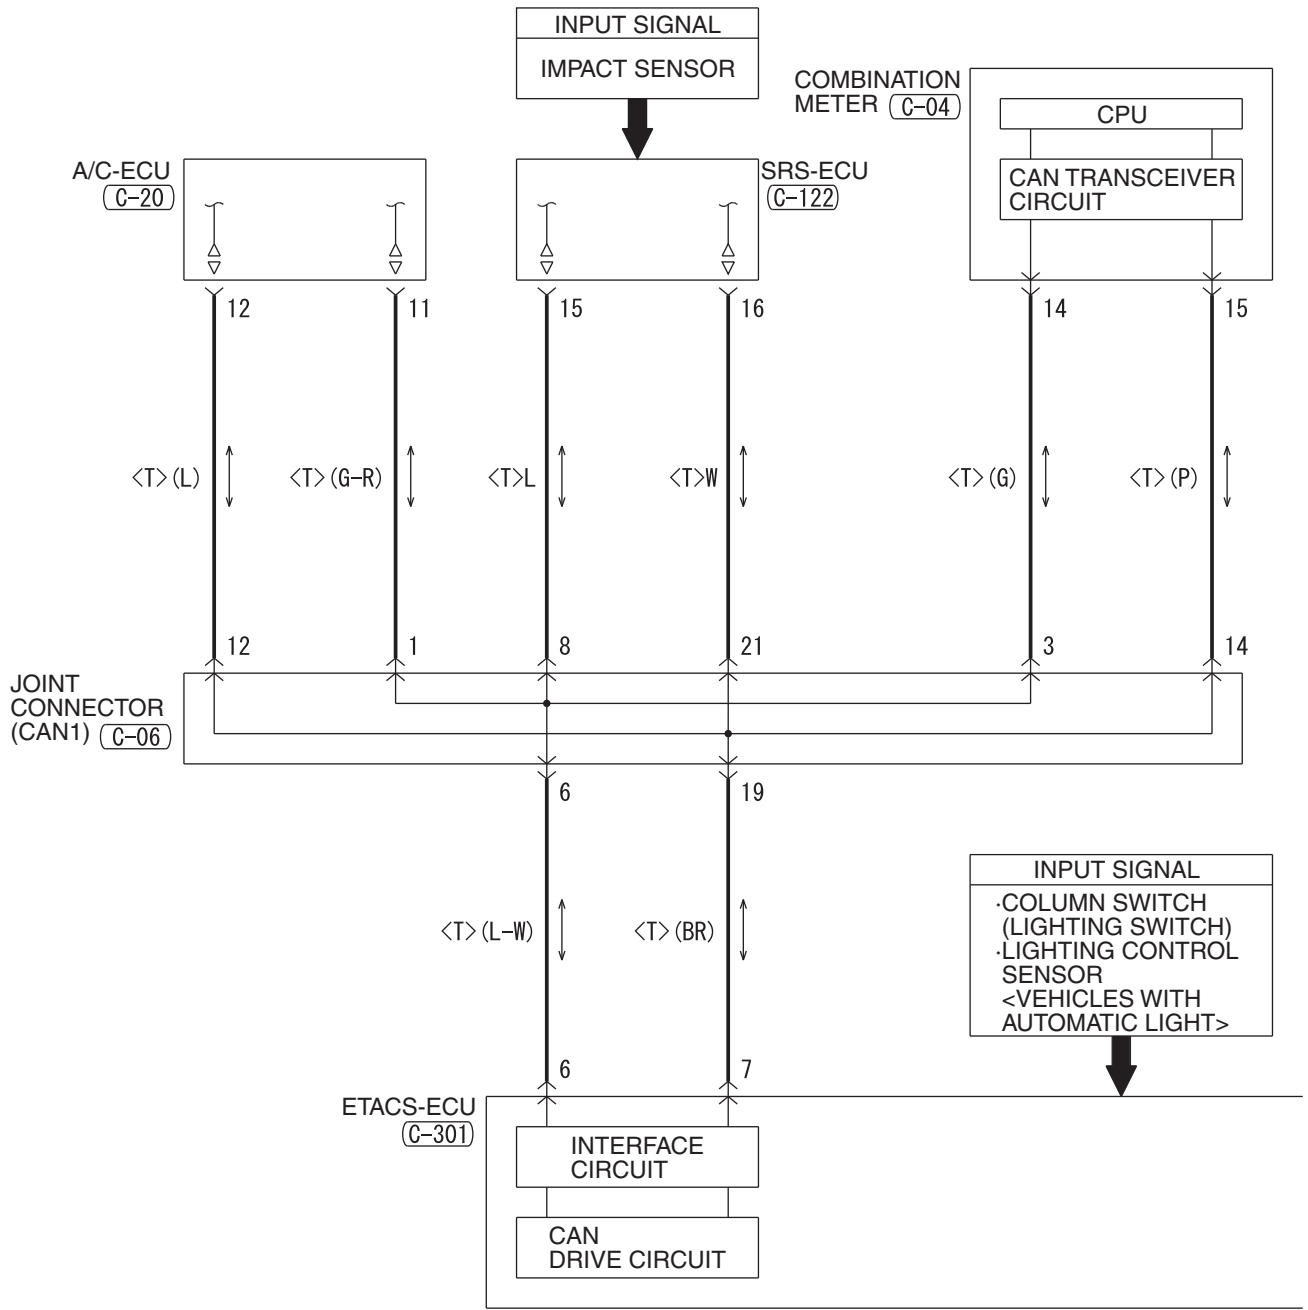 INPUT SIGNAL
IMPACT SENSOR
COMBINATION
METER C-04
CPU
CAN TRANSCEIVER
CIRCUIT
A/C-ECU
C-20
SRS-ECU
C-122
12
11
15
16
14
15
<T>(L)
<T>(G-R)
<T>L
<T>W
<T>(G)
<T>(P)
12
1
8
21
3
14
JOINT
CONNECTOR
(CAN1) C-06
6
19
<T>(L-W)
<T>(BR)
INPUT SIGNAL
·COLUMN SWITCH
(LIGHTING SWITCH)
·LIGHTING CONTROL
SENSOR
<VEHICLES WITH
AUTOMATIC LIGHT>
6
7
ETACS-ECU
C-301
INTERFACE
CIRCUIT
CAN
DRIVE CIRCUIT